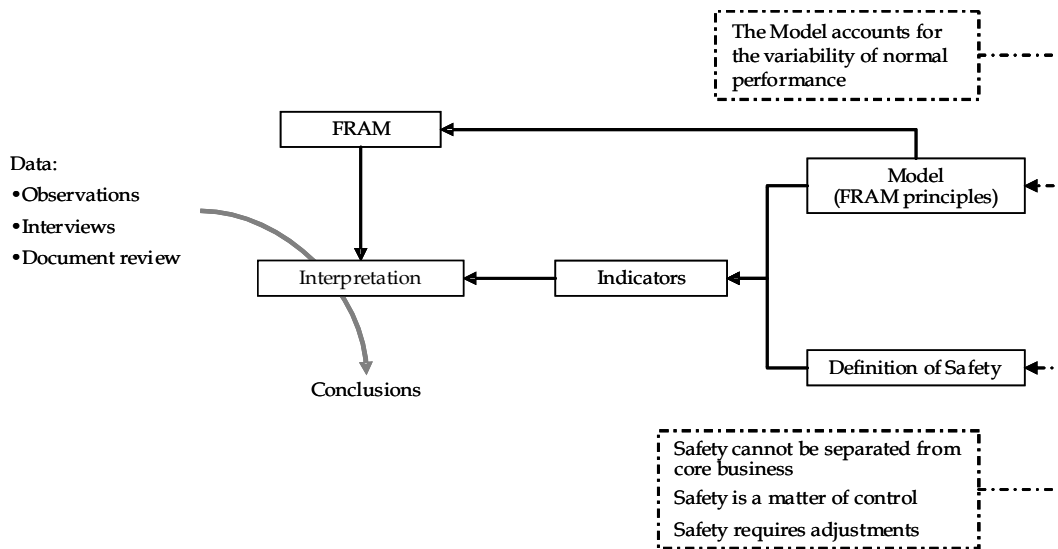 The Model accounts for
the variability of normal
performance
FRAM
Data:
•Observations
•Interviews
•Document review
Model
(FRAM principles)
Interpretation
Indicators
Definition of Safety
Conclusions
Safety cannot be separated from
core business
Safety is a matter of control
Safety requires adjustments